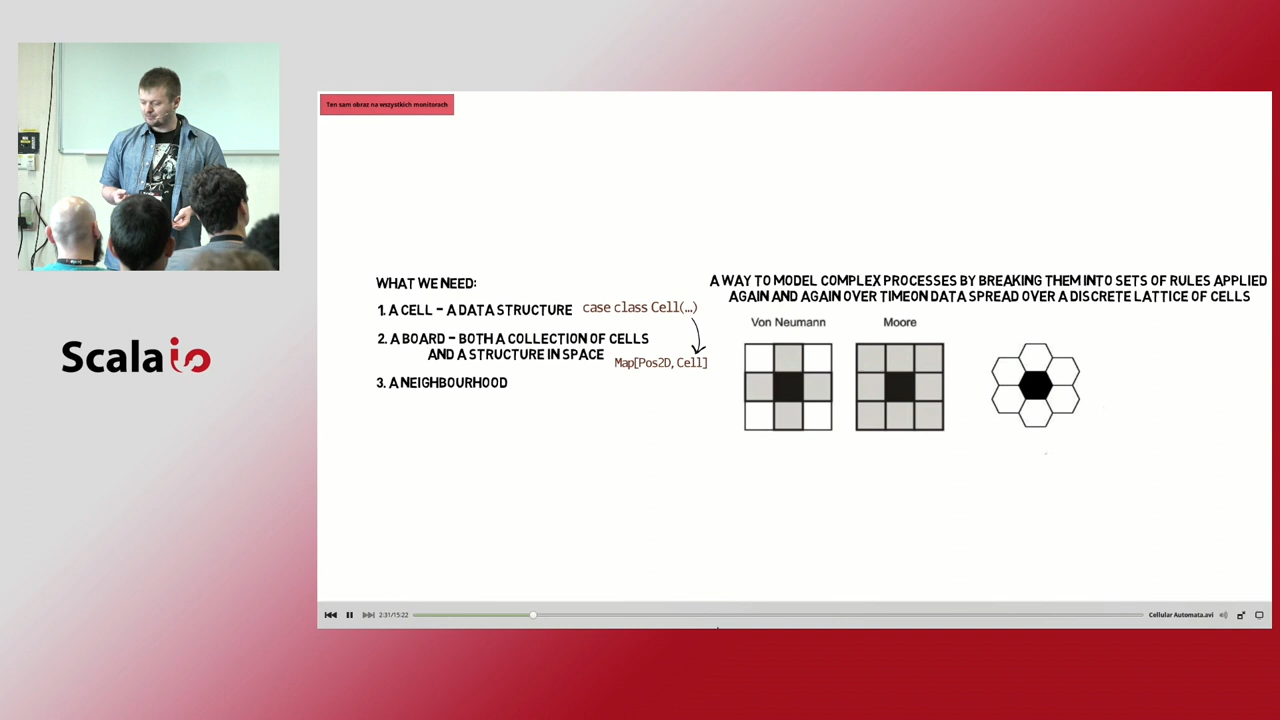 Ten sam obraz na wszystkich monitorach
WHAT WE NEED:
1. A CELL – A DATA STRUCTURE case class Cell(...)
2. A BOARD – BOTH A COLLECTION OF CELLS
AND A STRUCTURE IN SPACE
Map[Pos2D, Cell]
3. A NEIGHBOURHOOD
A WAY TO MODEL COMPLEX PROCESSES BY BREAKING THEM INTO SETS OF RULES APPLIED
AGAIN AND AGAIN OVER TIMEON DATA SPREAD OVER A DISCRETE LATTICE OF CELLS
Von Neumann
Moore
Scala io
2:31/15:22
Cellular Automata.avi